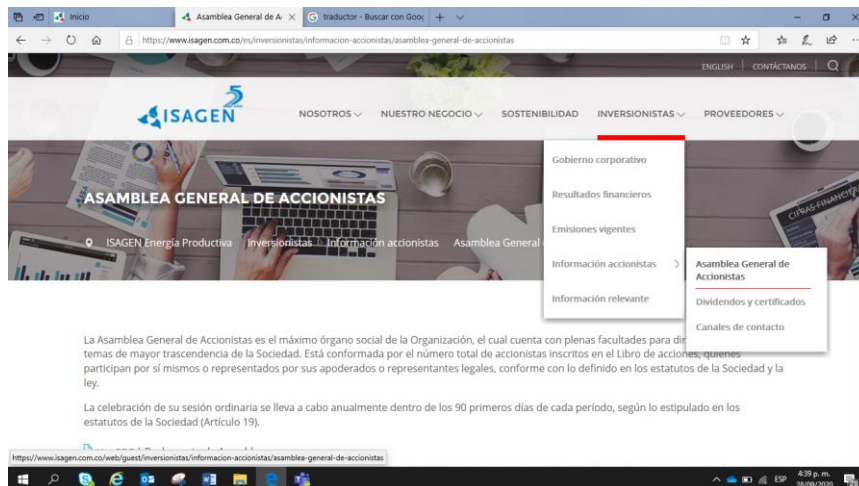 Inicio
Asamblea General de A
traductor - Buscar con Goog
https://www.isagen.com.co/es/inversionistas/informacion-accionistas/asamblea-general-de-accionistas
ENGLISH | CONTÁCTANOS
ISAGEN
NOSOTROS
NUESTRO NEGOCIO
SOSTENIBILIDAD
INVERSIONISTAS
PROVEEDORES
Gobierno corporativo
Resultados financieros
Emisiones vigentes
Información accionistas
Información relevante
Asamblea General de
Accionistas
Dividendos y certificados
Canales de contacto
CIFRAS FINANCIERAS
ASAMBLEA GENERAL DE ACCIONISTAS
ISAGEN Energía Productiva Inversionistas Información accionistas Asamblea General
La Asamblea General de Accionistas es el máximo órgano social de la Organización, el cual cuenta con plenas facultades para dir
temas de mayor trascendencia de la Sociedad. Está conformada por el número total de accionistas inscritos en el Libro de acciones, quienes
participan por sí mismos o representados por sus apoderados o representantes legales, conforme con lo definido en los estatutos de la Sociedad y la
ley.
La celebración de su sesión ordinaria se lleva a cabo anualmente dentro de los 90 primeros días de cada período, según lo estipulado en los
estatutos de la Sociedad (Artículo 19).
https://www.isagen.com.co/web/guest/inversionistas/informacion-accionistas/asamblea-general-de-accionistas
ESP
4:39 p. m.
28/09/2020